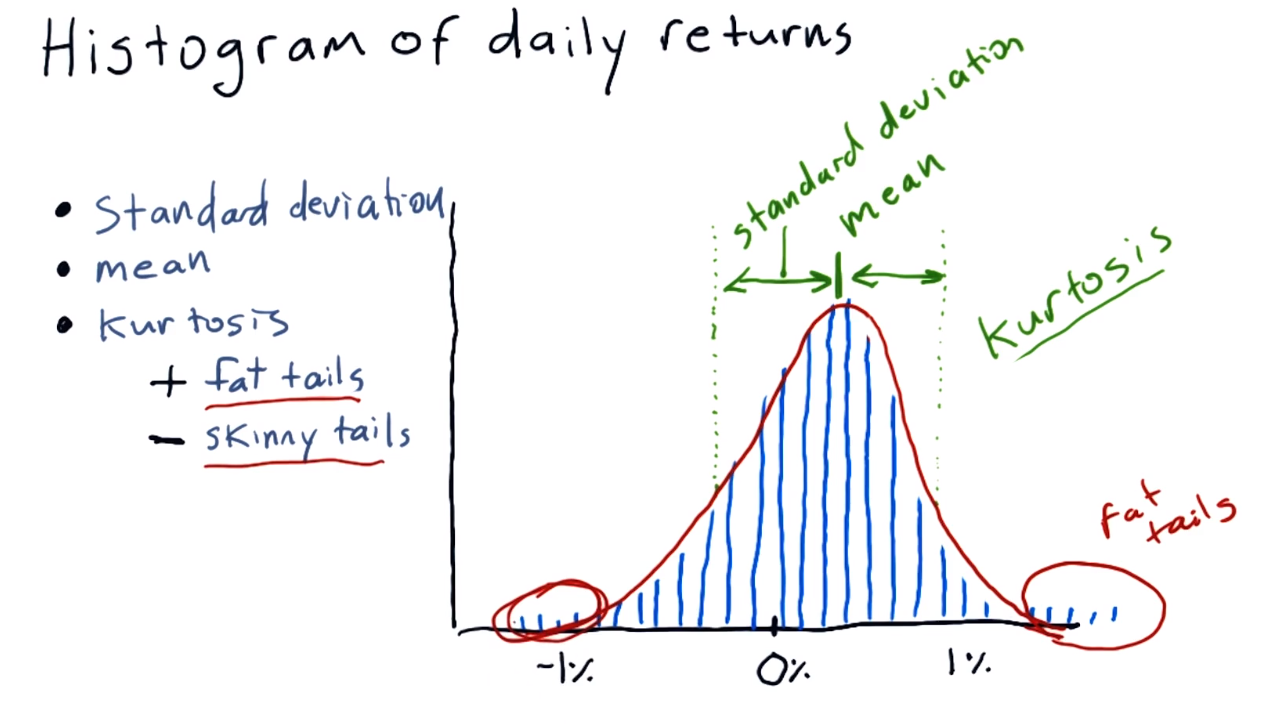 Histogram of daily returns
• Standard deviation
• mean
• Kurtosis
+ fat tails
- skinny tails
standard deviation
mean
Kurtosis
fat
tails
-1% 0% 1%